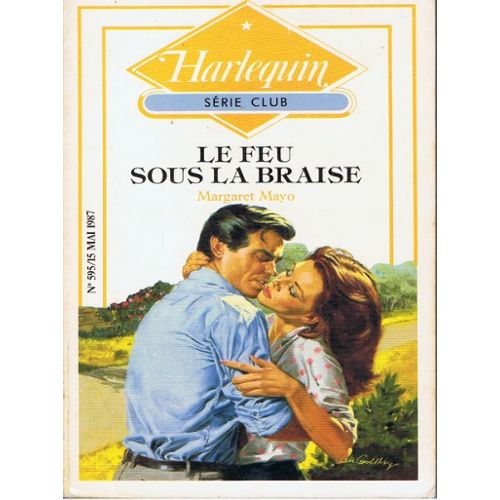 Harlequin
SÉRIE CLUB
LE FEU
SOUS LA BRAISE
Margaret Mayo
N° 595/15 MAI 1987